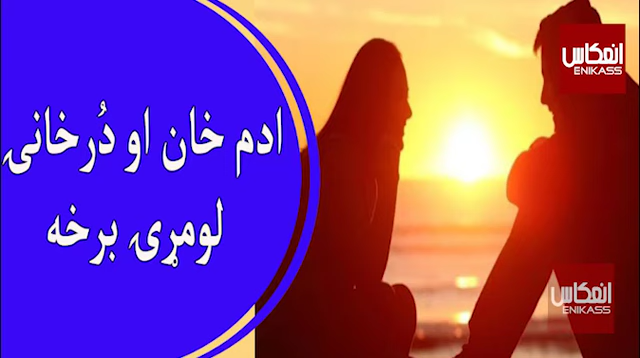 ادم خان او دُرخانۍ
لومړۍ برخه
انعکاس
ENIKASS
انعکاس
ENIKASS